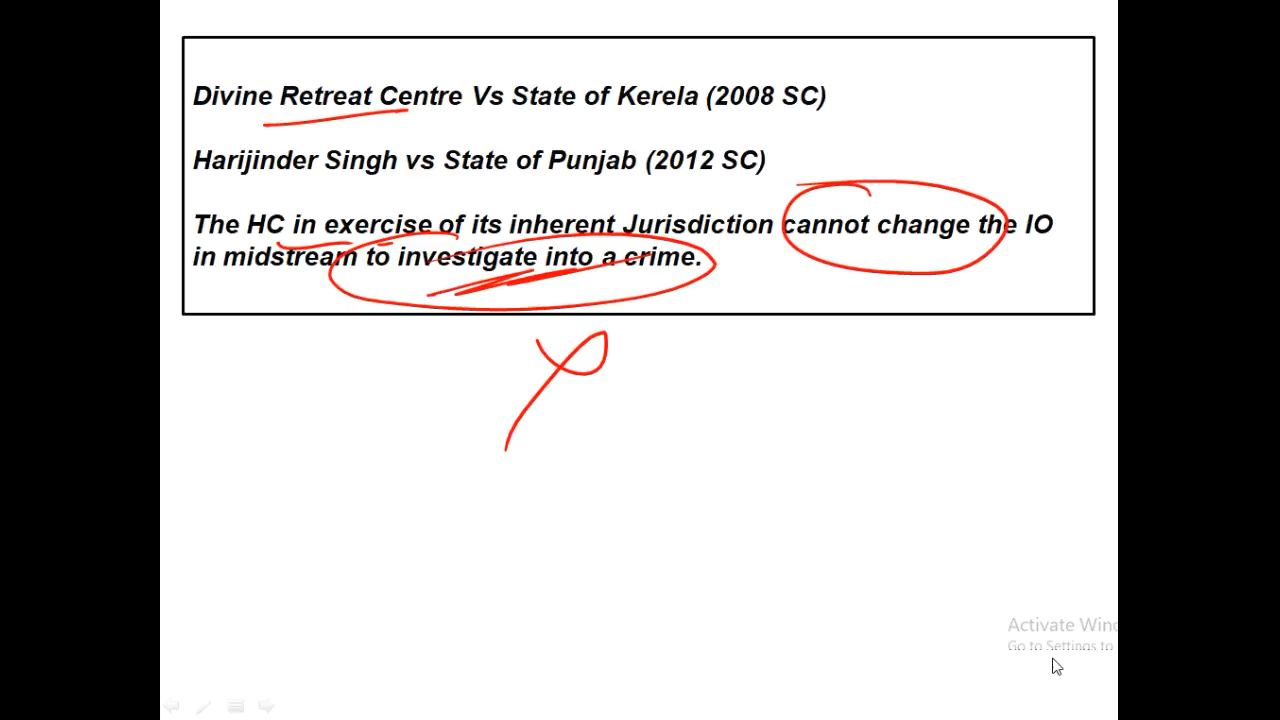 Divine Retreat Centre Vs State of Kerela (2008 SC)
Harijinder Singh vs State of Punjab (2012 SC)
The HC in exercise of its inherent Jurisdiction cannot change the IO
in midstream to investigate into a crime.
Activate Win
Go to Settings to